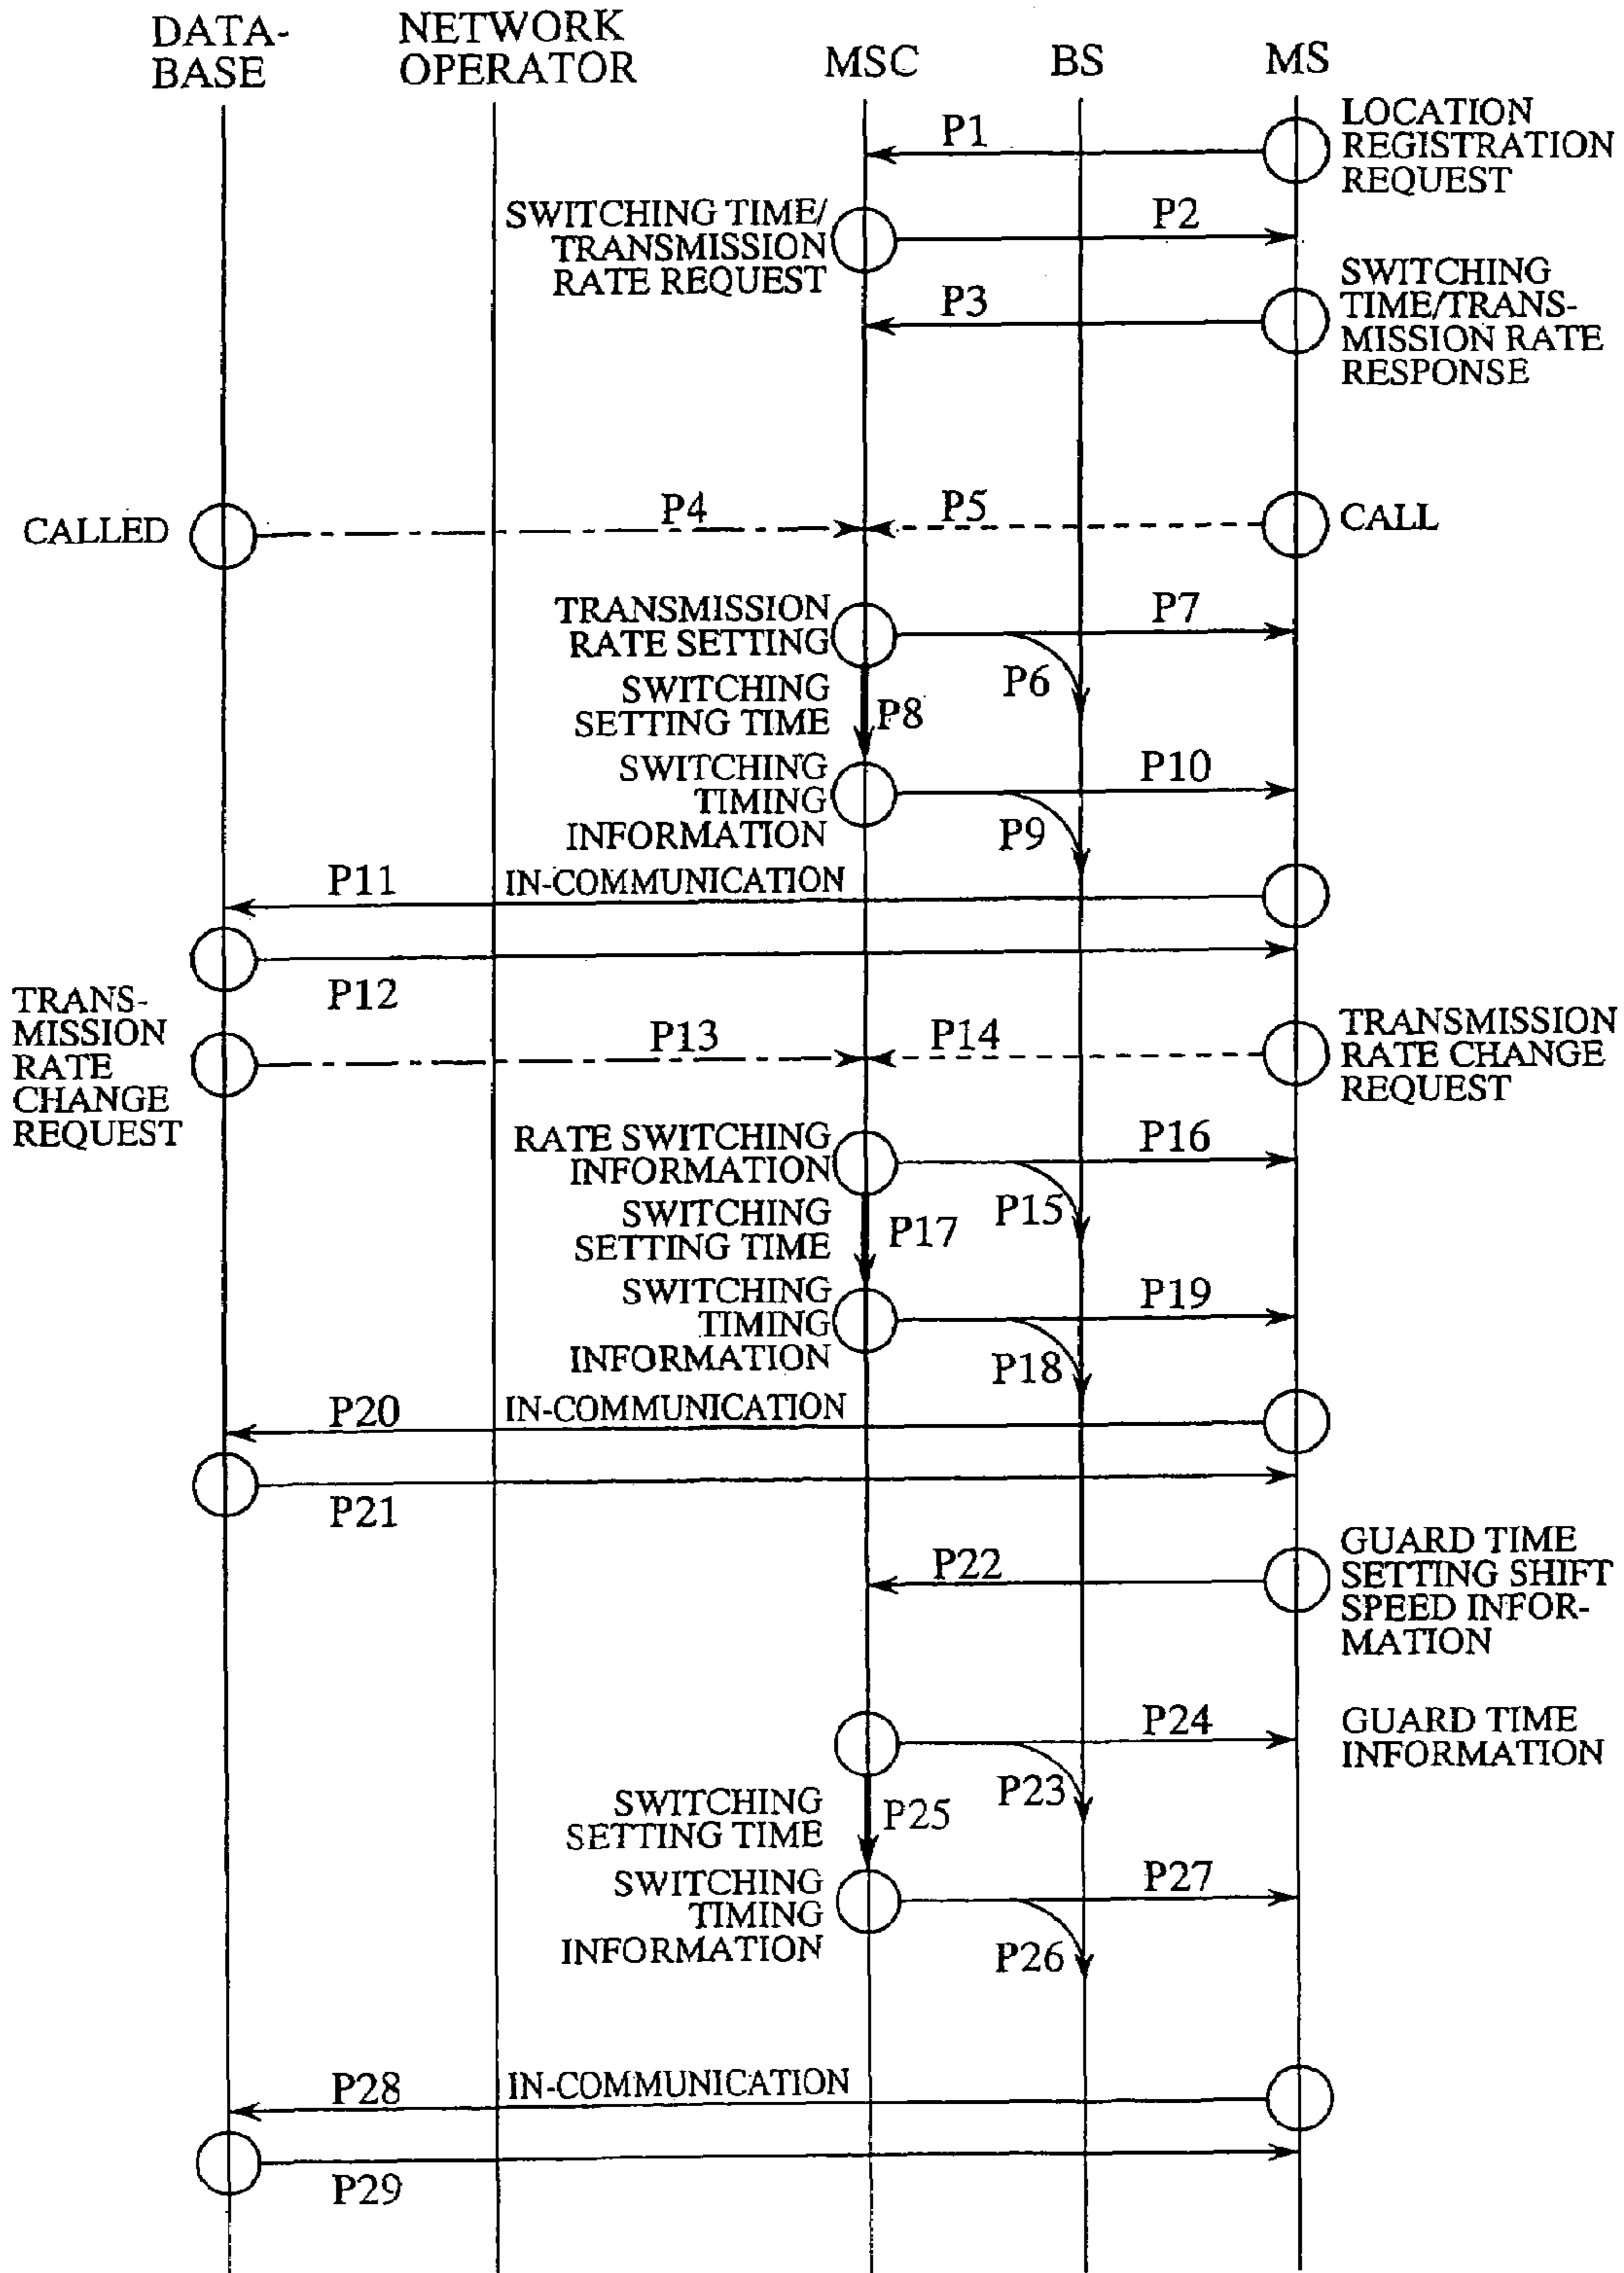 DATA-
BASE
NETWORK
OPERATOR
MSC
BS
MS
P1
LOCATION
REGISTRATION
REQUEST
SWITCHING TIME/
TRANSMISSION
RATE REQUEST
P2
P3
SWITCHING
TIME/TRANS-
MISSION RATE
RESPONSE
CALLED
P4
P5
CALL
TRANSMISSION
RATE SETTING
P7
P6
SWITCHING
SETTING TIME
P8
SWITCHING
TIMING
INFORMATION
P10
P9
P11
IN-COMMUNICATION
P12
TRANS-
MISSION
RATE
CHANGE
REQUEST
P13
P14
TRANSMISSION
RATE CHANGE
REQUEST
RATE SWITCHING
INFORMATION
P16
P15
SWITCHING
SETTING TIME
P17
SWITCHING
TIMING
INFORMATION
P19
P18
P20
IN-COMMUNICATION
P21
P22
GUARD TIME
SETTING SHIFT
SPEED INFOR-
MATION
P24
GUARD TIME
INFORMATION
P23
SWITCHING
SETTING TIME
P25
SWITCHING
TIMING
INFORMATION
P27
P26
P28
IN-COMMUNICATION
P29